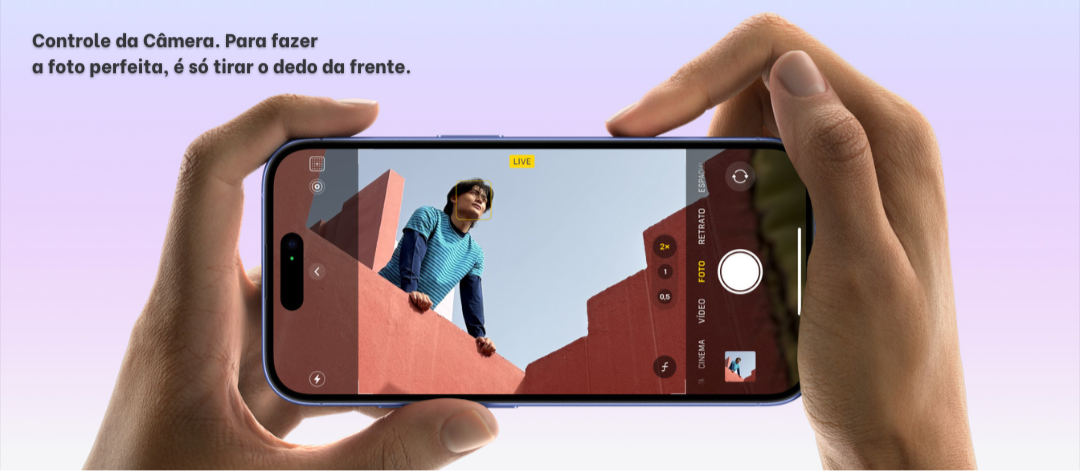 Controle da Câmera. Para fazer
a foto perfeita, é só tirar o dedo da frente.
LIVE
2×
1
0,5
RETRATO
FOTO
VÍDEO
CINEMA